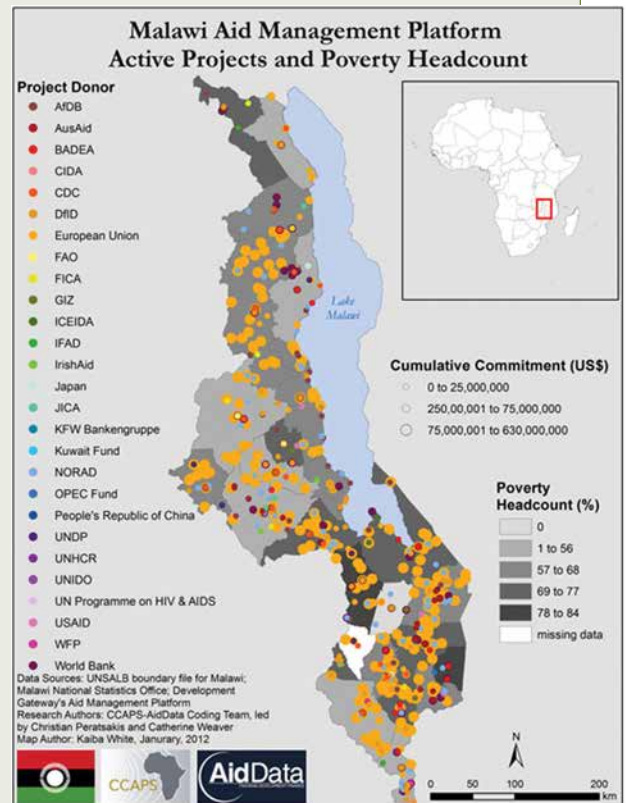 Malawi Aid Management Platform
Active Projects and Poverty Headcount
Project Donor
AfDB
AusAid
BADEA
CIDA
CDC
DfID
European Union
FAO
FICA
GIZ
ICEIDA
IFAD
IrishAid
Japan
JICA
KFW Bankengruppe
Kuwait Fund
NORAD
OPEC Fund
People's Republic of China
UNDP
UNHCR
UNIDO
UN Programme on HIV & AIDS
USAID
WFP
World Bank
Lake
Malawi
Cumulative Commitment (US$)
0 to 25,000,000
250,00,001 to 75,000,000
75,000,001 to 630,000,000
Poverty
Headcount (%)
0
1 to 56
57 to 68
69 to 77
78 to 84
missing data
Data Sources: UNSALB boundary file for Malawi;
Malawi National Statistics Office; Development
Gateway's Aid Management Platform
Research Authors: CCAPS-AidData Coding Team, led
by Christian Peratsakis and Catherine Weaver
Map Author: Kaiba White, Janurary, 2012
CCAPS
AidData
N
0 50 100 200
km